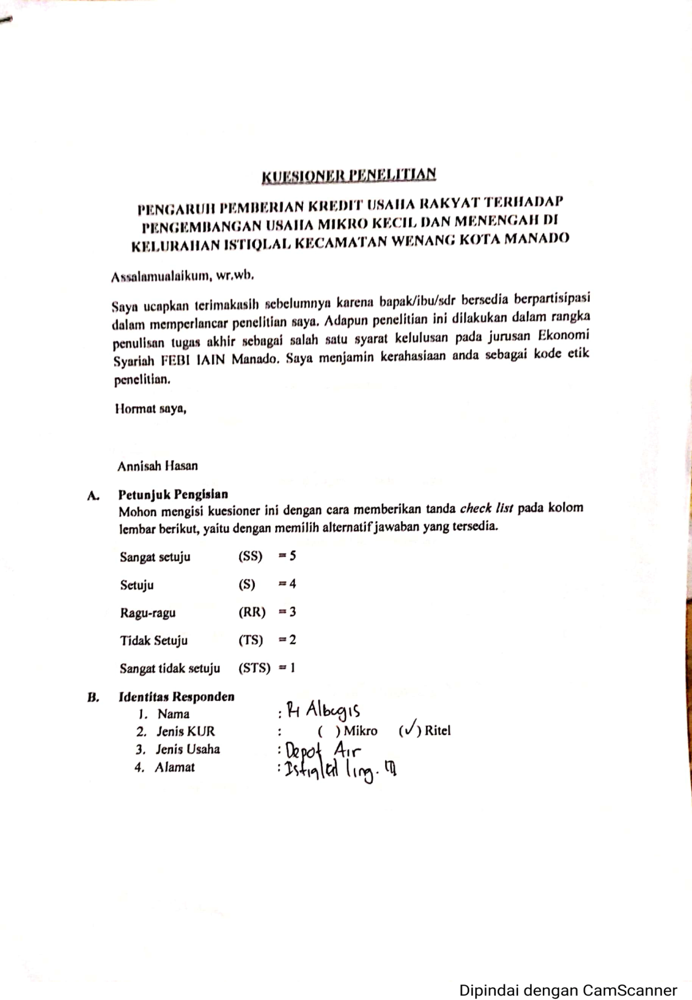 KUESIONER PENELITIAN
PENGARUH PEMBERIAN KREDIT USAHA RAKYAT TERHADAP
PENGEMBANGAN USAHA MIKRO KECIL DAN MENENGAH DI
KELURAHAN ISTIQLAL KECAMATAN WENANG KOTA MANADO
Assalamualaikum, wr.wb.
Saya ucapkan terimakasih sebelumnya karena bapak/ibu/sdr bersedia berpartisipasi
dalam memperlancar penelitian saya. Adapun penelitian ini dilakukan dalam rangka
penulisan tugas akhir sebagai salah satu syarat kelulusan pada jurusan Ekonomi
Syariah FEBI IAIN Manado. Saya menjamin kerahasiaan anda sebagai kode etik
penelitian.
Hormat saya,
Annisah Hasan
A. Petunjuk Pengisian
Mohon mengisi kuesioner ini dengan cara memberikan tanda check list pada kolom
lembar berikut, yaitu dengan memilih alternatif jawaban yang tersedia.
Sangat setuju (SS) = 5
Setuju (S) = 4
Ragu-ragu (RR) = 3
Tidak Setuju (TS) = 2
Sangat tidak setuju (STS) = 1
B. Identitas Responden
1. Nama :
2. Jenis KUR : ( ) Mikro (✓) Ritel
3. Jenis Usaha : Depot Air
4. Alamat : ling.
Dipindai dengan CamScanner